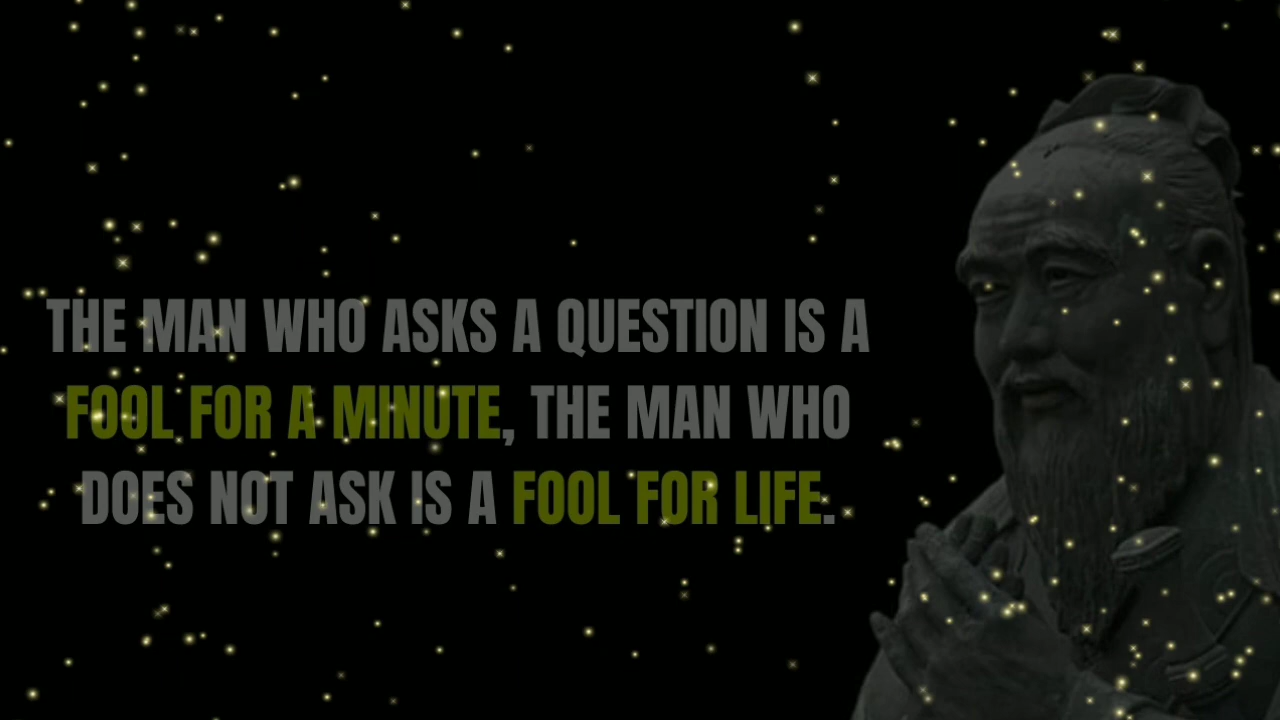 THE MAN WHO ASKS A QUESTION IS A
FOOL FOR A MINUTE, THE MAN WHO
DOES NOT ASK IS A FOOL FOR LIFE.